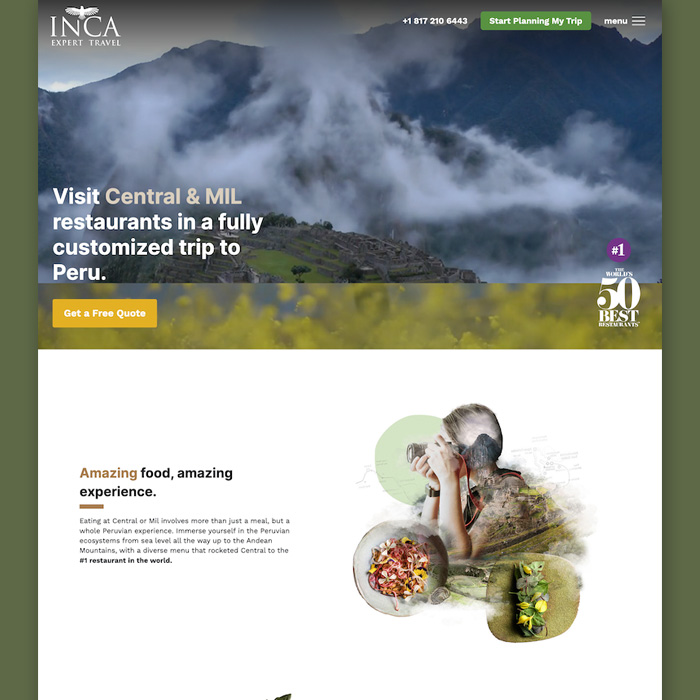 INCA
EXPERT TRAVEL
+1 817 210 6443
Start Planning My Trip
menu
Visit Central & MIL
restaurants in a fully
customized trip to
Peru.
Get a Free Quote
#1
THE
WORLD'S
50
BEST
RESTAURANTS
Amazing food, amazing
experience.
Eating at Central or Mil involves more than just a meal, but a
whole Peruvian experience. Immerse yourself in the Peruvian
ecosystems from sea level all the way up to the Andean
Mountains, with a diverse menu that rocketed Central to the
#1 restaurant in the world.